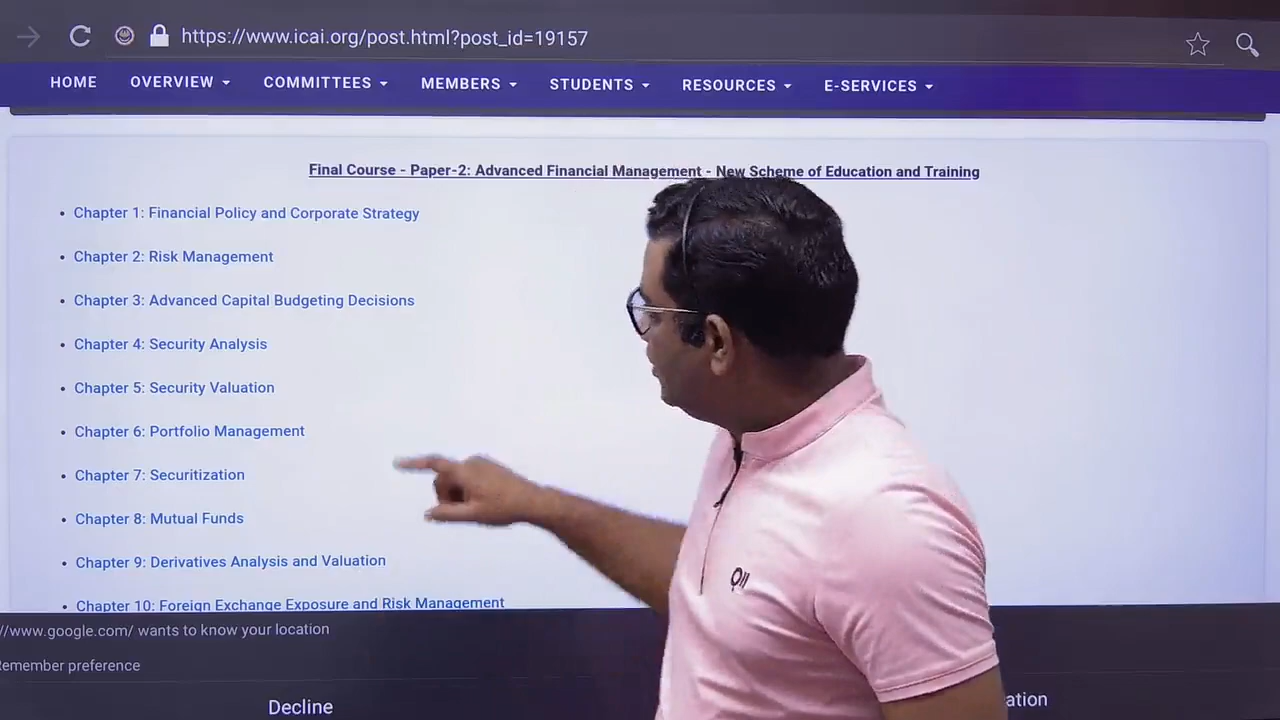 https://www.icai.org/post.html?post_id=19157
HOME OVERVIEW COMMITTEES MEMBERS STUDENTS RESOURCES E-SERVICES
Final Course - Paper-2: Advanced Financial Management - New Scheme of Education and Training
• Chapter 1: Financial Policy and Corporate Strategy
• Chapter 2: Risk Management
• Chapter 3: Advanced Capital Budgeting Decisions
• Chapter 4: Security Analysis
• Chapter 5: Security Valuation
• Chapter 6: Portfolio Management
• Chapter 7: Securitization
• Chapter 8: Mutual Funds
• Chapter 9: Derivatives Analysis and Valuation
• Chapter 10: Foreign Exchange Exposure and Risk Management
//www.google.com/ wants to know your location
emember preference
Decline
ation